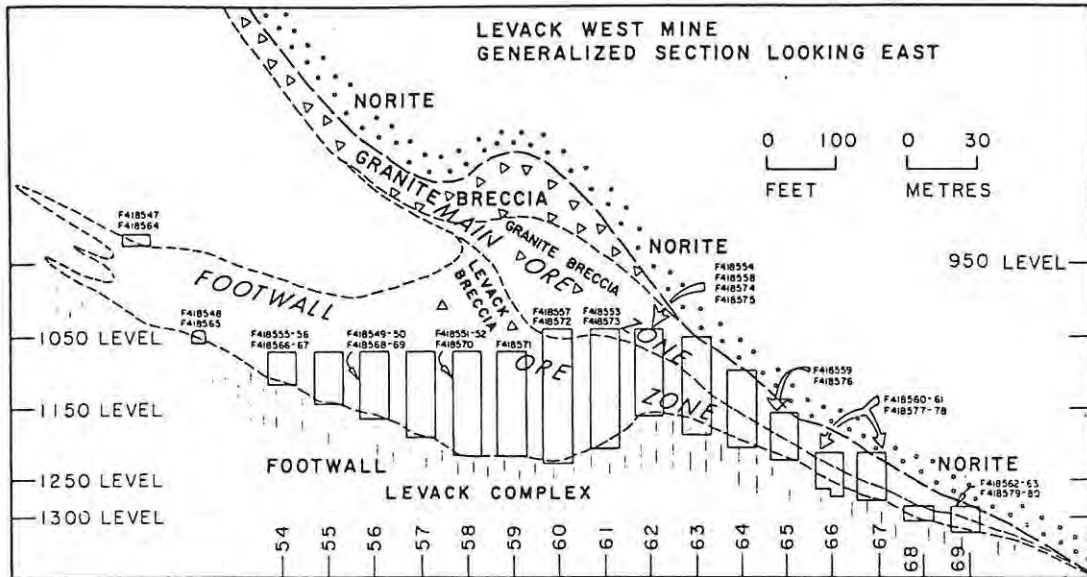 LEVACK WEST MINE
GENERALIZED SECTION LOOKING EAST
NORITE
0 100
FEET
0 30
METRES
GRANITE
BRECCIA
MAIN
ORE
ZONE
GRANITE BRECCIA
NORITE
F418547
F418564
F418554
F418558
F418574
F418575
950 LEVEL
FOOTWALL
ORE
ZONE
LEVACK
BRECCIA
F418548
F418565
1050 LEVEL
F418555-56
F418566-67
F418549-50
F418568-69
F418551-52
F418570
F418571
F418557
F418572
F418553
F418573
F418559
F418576
F418560-61
F418577-78
1150 LEVEL
FOOTWALL
LEVACK COMPLEX
NORITE
F418562-63
F418579-80
1250 LEVEL
1300 LEVEL
54
55
56
57
58
59
60
61
62
63
64
65
66
67
68
69